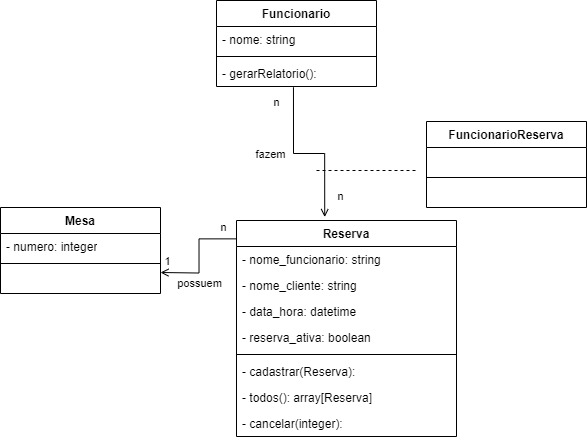 Funcionario
- nome: string
- gerarRelatorio():
n
fazem
n
FuncionarioReserva
Mesa
- numero: integer
n
1
possuem
Reserva
- nome_funcionario: string
- nome_cliente: string
- data_hora: datetime
- reserva_ativa: boolean
- cadastrar(Reserva):
- todos(): array[Reserva]
- cancelar(integer):